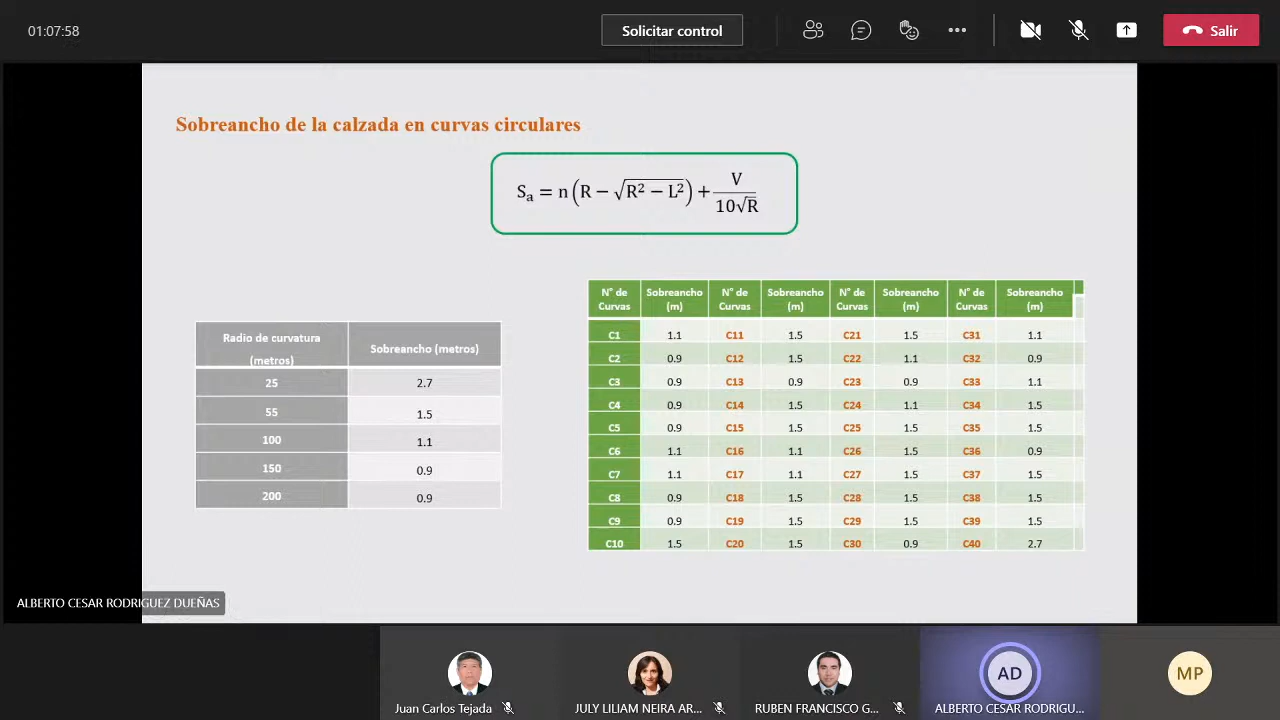 01:07:58
Solicitar control
Salir
Sobreancho de la calzada en curvas circulares
Sₐ = n(R − √(R² − L²)) + V/(10√R)
Radio de curvatura (metros) Sobreancho (metros)
25 2.7
55 1.5
100 1.1
150 0.9
200 0.9
N° de Curvas Sobreancho (m) N° de Curvas Sobreancho (m) N° de Curvas Sobreancho (m) N° de Curvas Sobreancho (m)
C1 1.1 C11 1.5 C21 1.5 C31 1.1
C2 0.9 C12 1.5 C22 1.1 C32 0.9
C3 0.9 C13 0.9 C23 0.9 C33 1.1
C4 0.9 C14 1.5 C24 1.1 C34 1.5
C5 0.9 C15 1.5 C25 1.5 C35 1.5
C6 1.1 C16 1.1 C26 1.5 C36 0.9
C7 1.1 C17 1.1 C27 1.5 C37 1.5
C8 0.9 C18 1.5 C28 1.5 C38 1.5
C9 0.9 C19 1.5 C29 1.5 C39 1.5
C10 1.5 C20 1.5 C30 0.9 C40 2.7
ALBERTO CESAR RODRIGUEZ DUEÑAS
AD
MP
Juan Carlos Tejada
JULY LILIAM NEIRA AR...
RUBEN FRANCISCO G...
ALBERTO CESAR RODRIGU...